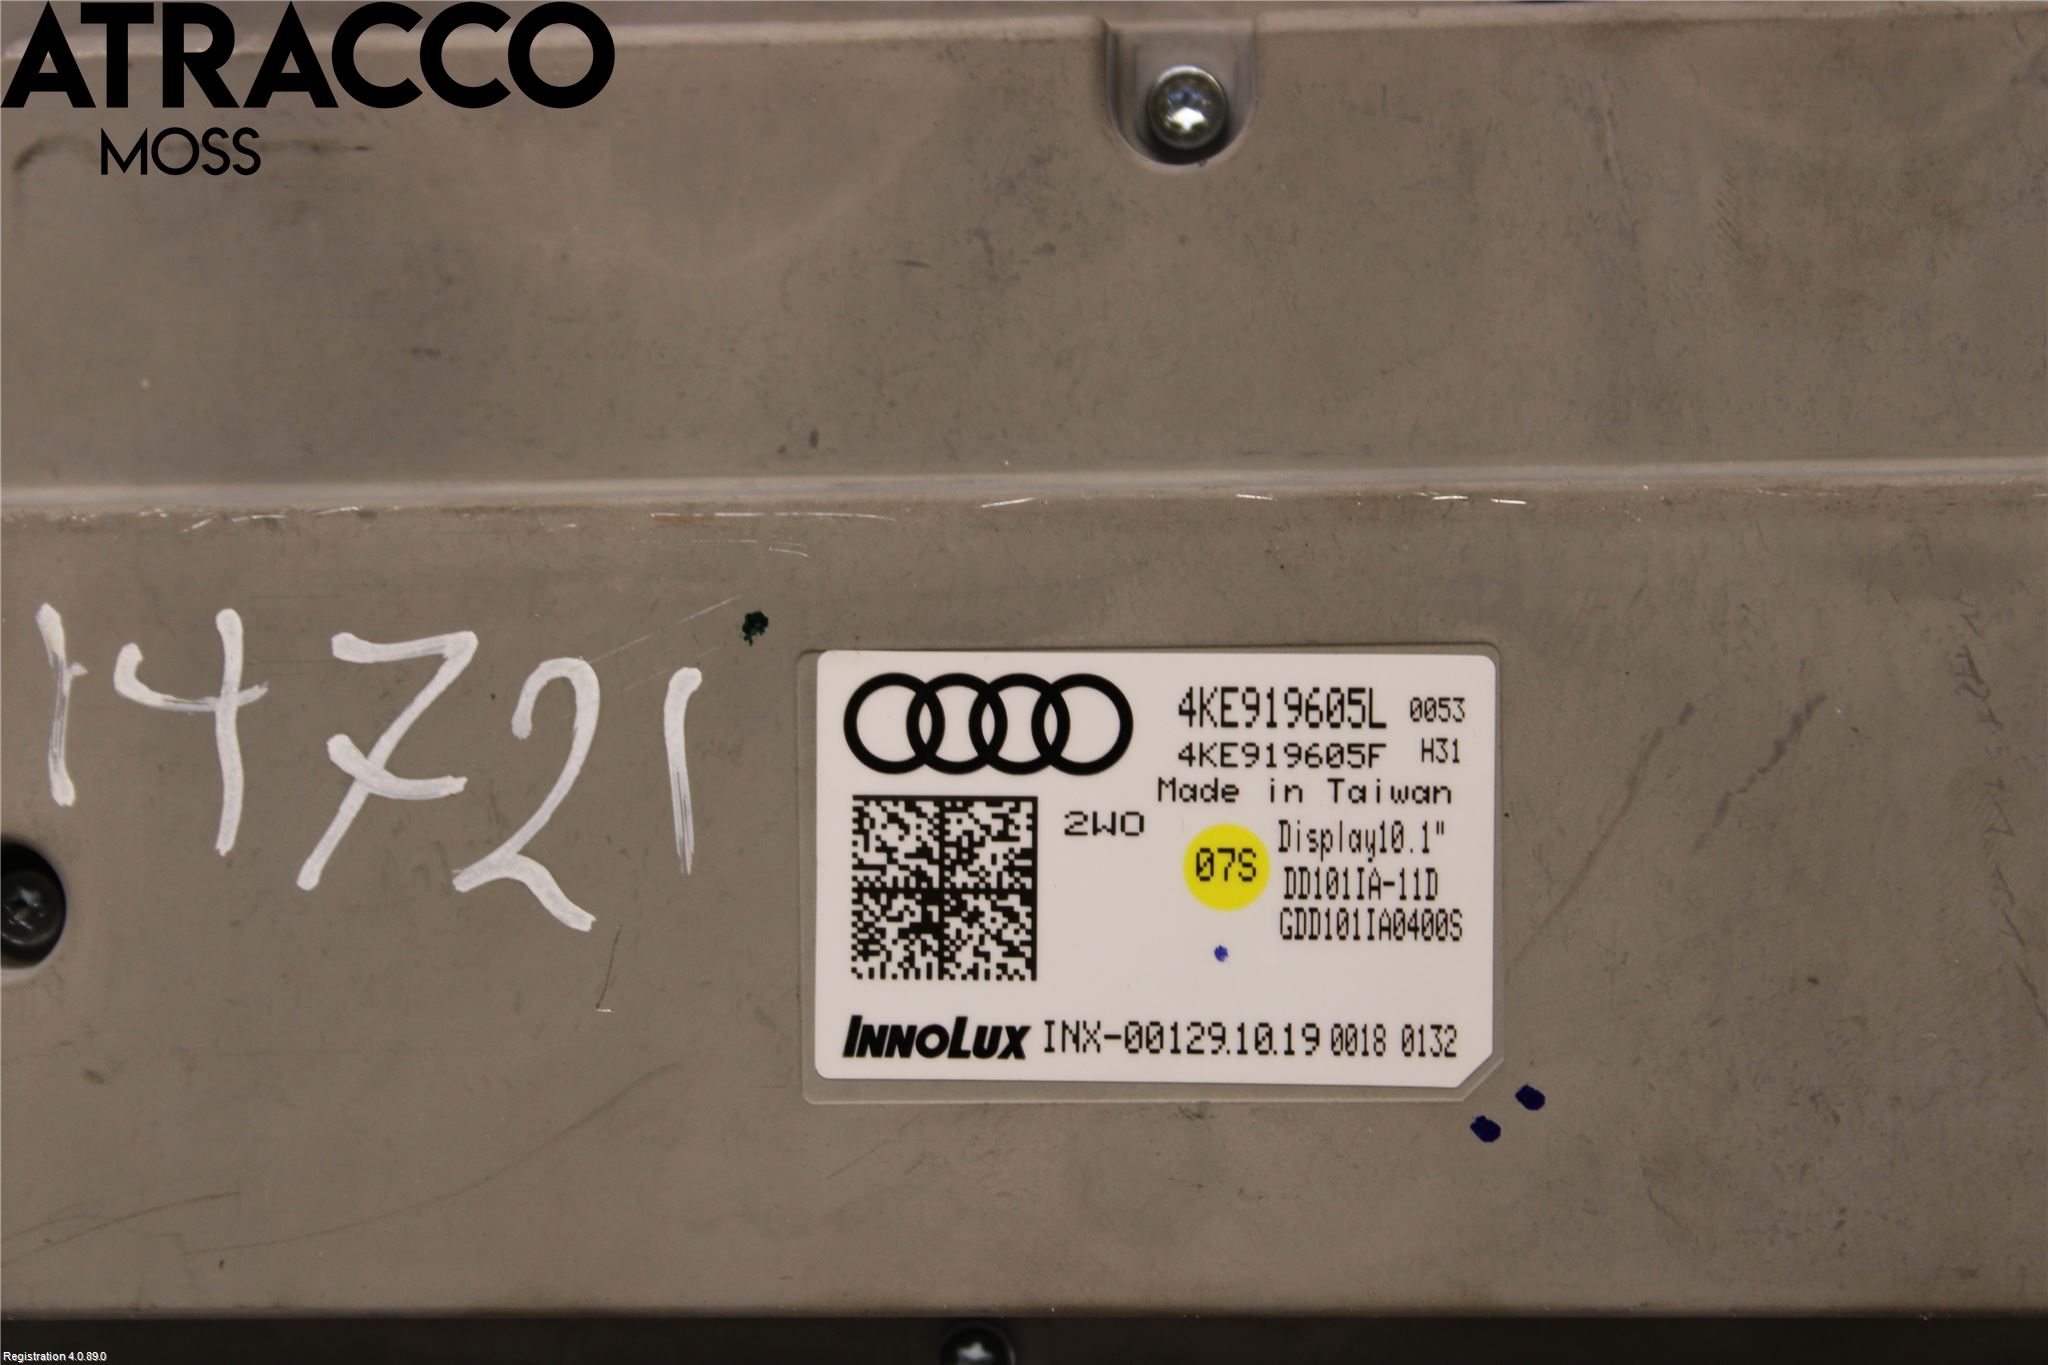 ATRACCO
MOSS
14721
4KE919605L 0053
4KE919605F H31
Made in Taiwan
2WO
07S
Display10.1"
DD101IA-11D
GDD101IA0400S
INNOLUX INX-00129.10.19 0018 0132
Registration 4.0.89.0